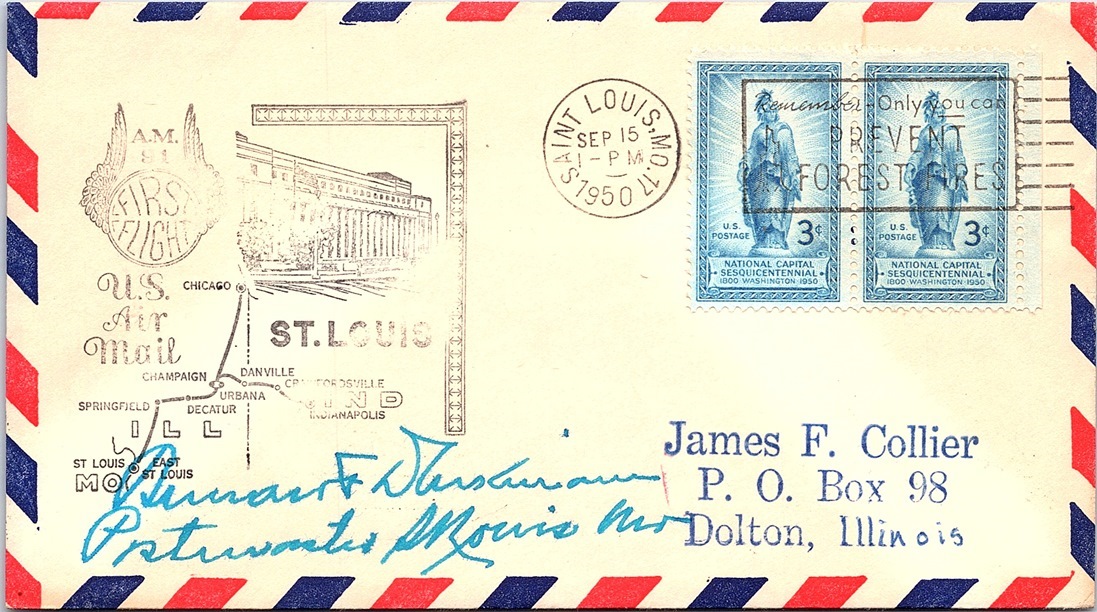 A.M.
91
FIRST
FLIGHT
U.S.
Air
Mail
CHICAGO
ST. LOUIS
CHAMPAIGN
DANVILLE
CRAWFORDSVILLE
URBANA
IND
INDIANAPOLIS
SPRINGFIELD
DECATUR
ILL
ST LOUIS
EAST
ST LOUIS
MO
SAINT LOUIS, MO. 17
SEP 15
1 - PM
1950
Remember - Only you can
PREVENT
FOREST FIRES
U.S.
POSTAGE
3¢
NATIONAL CAPITAL
SESQUICENTENNIAL
1800 WASHINGTON 1950
U.S.
POSTAGE
3¢
NATIONAL CAPITAL
SESQUICENTENNIAL
1800 WASHINGTON 1950
Bernard F
Postmaster St Louis Mo
James F. Collier
P. O. Box 98
Dolton, Illinois